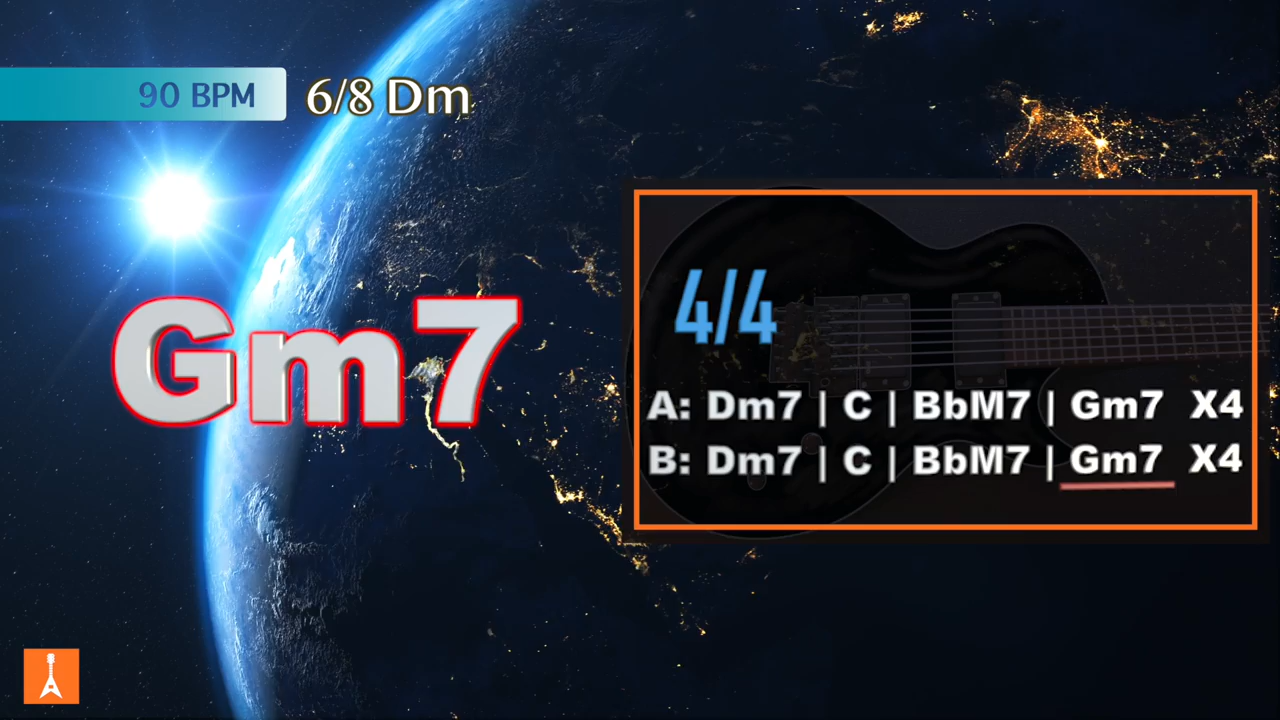 90 BPM 6/8 Dm
Gm7
4/4
A: Dm7 | C | BbM7 | Gm7 X4
B: Dm7 | C | BbM7 | Gm7 X4